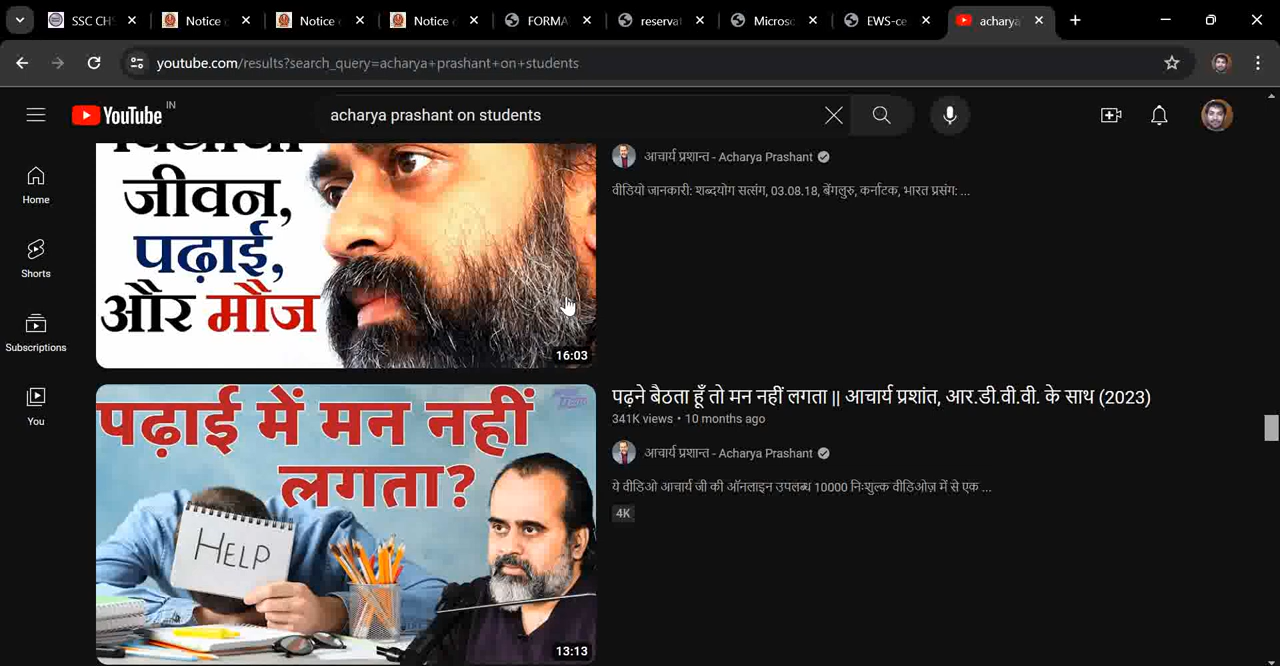 SSC CH
Notice
Notice
Notice
FORMA
reservat
Microso
EWS-ce
acharya
youtube.com/results?search_query=acharya+prashant+on+students
YouTube IN
acharya prashant on students
Home
Shorts
Subscriptions
You
जीवन,
पढ़ाई,
और मौज
16:03
आचार्य प्रशान्त - Acharya Prashant
वीडियो जानकारी: शब्दयोग सत्संग, 03.08.18, बेंगलुरु, कर्नाटक, भारत प्रसंग: ...
पढ़ाई में मन नहीं
लगता?
HELP
13:13
पढ़ने बैठता हूँ तो मन नहीं लगता || आचार्य प्रशांत, आर.डी.वी.वी. के साथ (2023)
341K views • 10 months ago
आचार्य प्रशान्त - Acharya Prashant
ये वीडिओ आचार्य जी की ऑनलाइन उपलब्ध 10000 निःशुल्क वीडिओज़ में से एक ...
4K